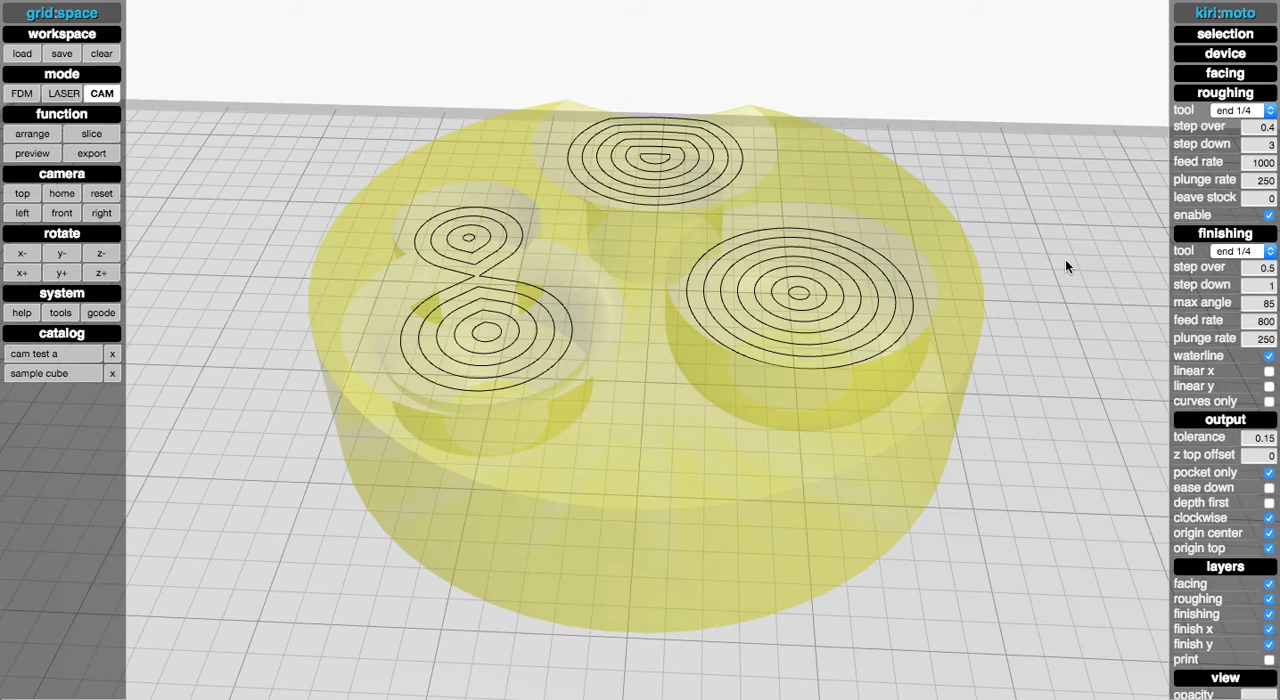 grid:space
workspace
load save clear
mode
FDM LASER CAM
function
arrange slice
preview export
camera
top home reset
left front right
rotate
x- y- z-
x+ y+ z+
system
help tools gcode
catalog
cam test a x
sample cube x
kiri:moto
selection
device
facing
roughing
tool end 1/4
step over 0.4
step down 3
feed rate 1000
plunge rate 250
leave stock 0
enable
finishing
tool end 1/4
step over 0.5
step down 1
max angle 85
feed rate 800
plunge rate 250
waterline
linear x
linear y
curves only
output
tolerance 0.15
z top offset 0
pocket only
ease down
depth first
clockwise
origin center
origin top
layers
facing
roughing
finishing
finish x
finish y
print
view
opacity